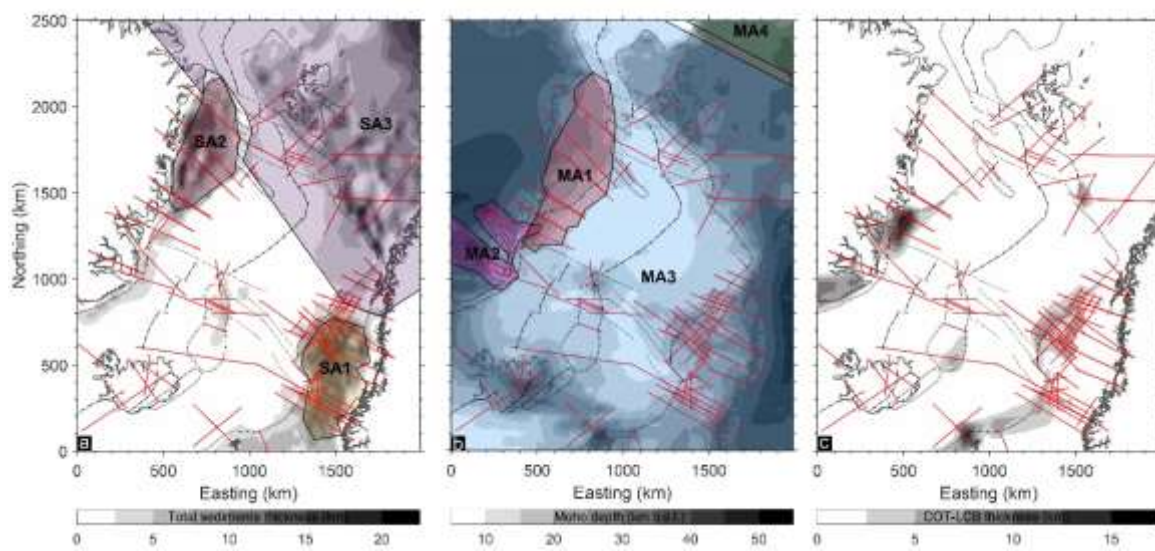 2500
2000
1500
1000
500
0
Northing (km)
SA2
SA3
SA1
a
0 500 1000 1500
Easting (km)
Total sediments thickness (km)
0 5 10 15 20
MA4
MA1
MA2
MA3
b
0 500 1000 1500
Easting (km)
Moho depth (km b.s.l.)
10 20 30 40 50
c
0 500 1000 1500
Easting (km)
COT-LCB thickness (km)
0 5 10 15